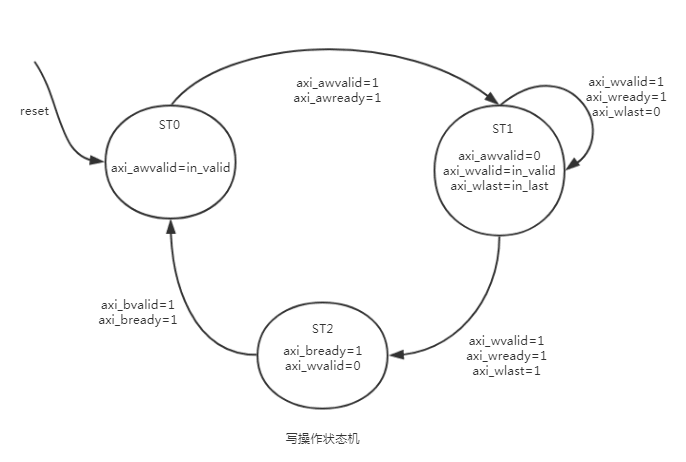 reset
ST0
axi_awvalid=in_valid
axi_awvalid=1
axi_awready=1
ST1
axi_awvalid=0
axi_wvalid=in_valid
axi_wlast=in_last
axi_wvalid=1
axi_wready=1
axi_wlast=0
axi_bvalid=1
axi_bready=1
ST2
axi_bready=1
axi_wvalid=0
axi_wvalid=1
axi_wready=1
axi_wlast=1
写操作状态机